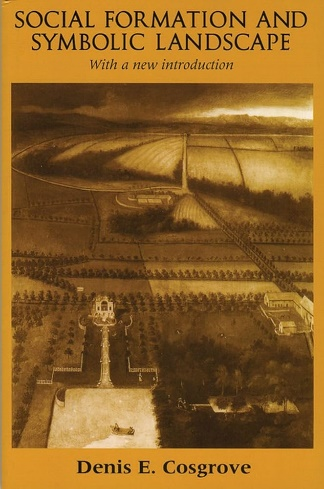 SOCIAL FORMATION AND
SYMBOLIC LANDSCAPE
With a new introduction
Denis E. Cosgrove